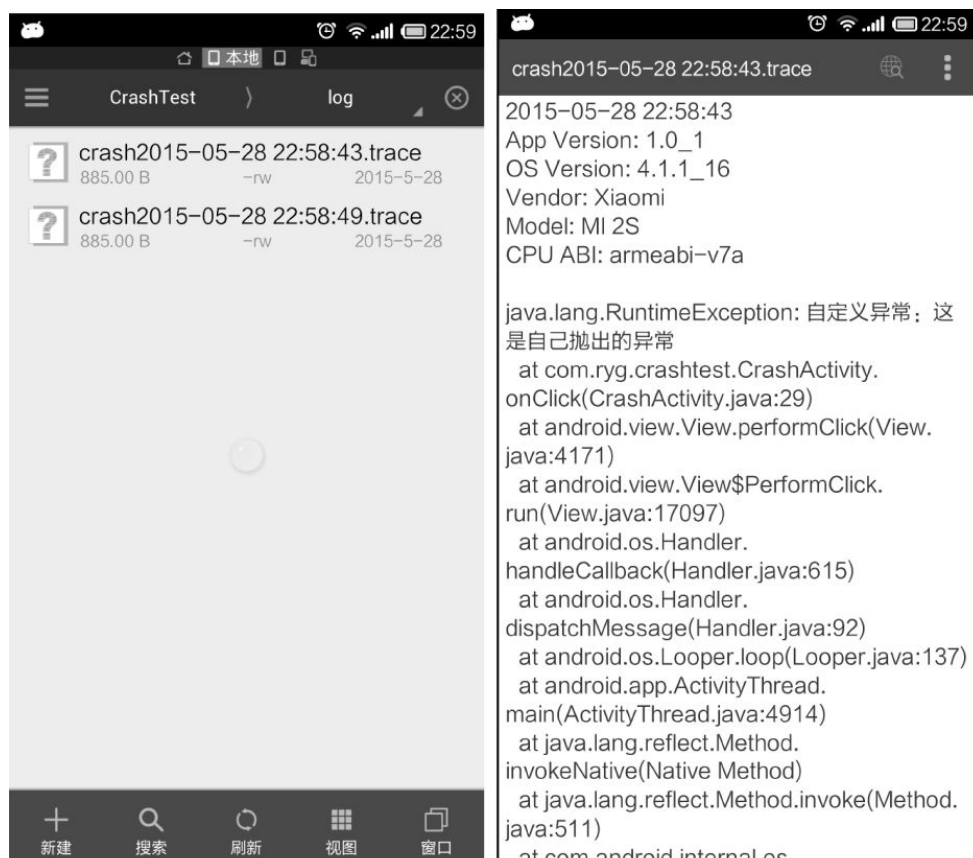 22:59
本地
CrashTest
log
crash2015-05-28 22:58:43.trace
885.00 B -rw 2015-5-28
crash2015-05-28 22:58:49.trace
885.00 B -rw 2015-5-28
新建 搜索 刷新 视图 窗口
22:59
crash2015-05-28 22:58:43.trace
2015-05-28 22:58:43
App Version: 1.0_1
OS Version: 4.1.1_16
Vendor: Xiaomi
Model: MI 2S
CPU ABI: armeabi-v7a
java.lang.RuntimeException: 自定义异常：这
是自己抛出的异常
at com.ryg.crashtest.CrashActivity.
onClick(CrashActivity.java:29)
at android.view.View.performClick(View.
java:4171)
at android.view.View$PerformClick.
run(View.java:17097)
at android.os.Handler.
handleCallback(Handler.java:615)
at android.os.Handler.
dispatchMessage(Handler.java:92)
at android.os.Looper.loop(Looper.java:137)
at android.app.ActivityThread.
main(ActivityThread.java:4914)
at java.lang.reflect.Method.
invokeNative(Native Method)
at java.lang.reflect.Method.invoke(Method.
java:511)
at com.android.internal.os.